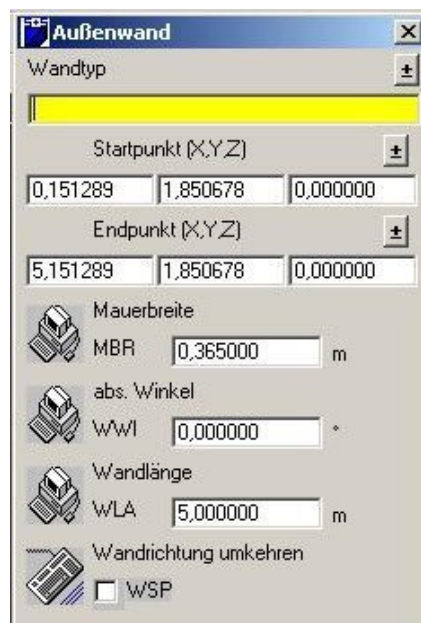 Außenwand
Wandtyp
Startpunkt (X,Y,Z)
0,151289 1,850678 0,000000
Endpunkt (X,Y,Z)
5,151289 1,850678 0,000000
Mauerbreite
MBR 0,365000 m
abs. Winkel
WWI 0,000000 °
Wandlänge
WLA 5,000000 m
Wandrichtung umkehren
WSP